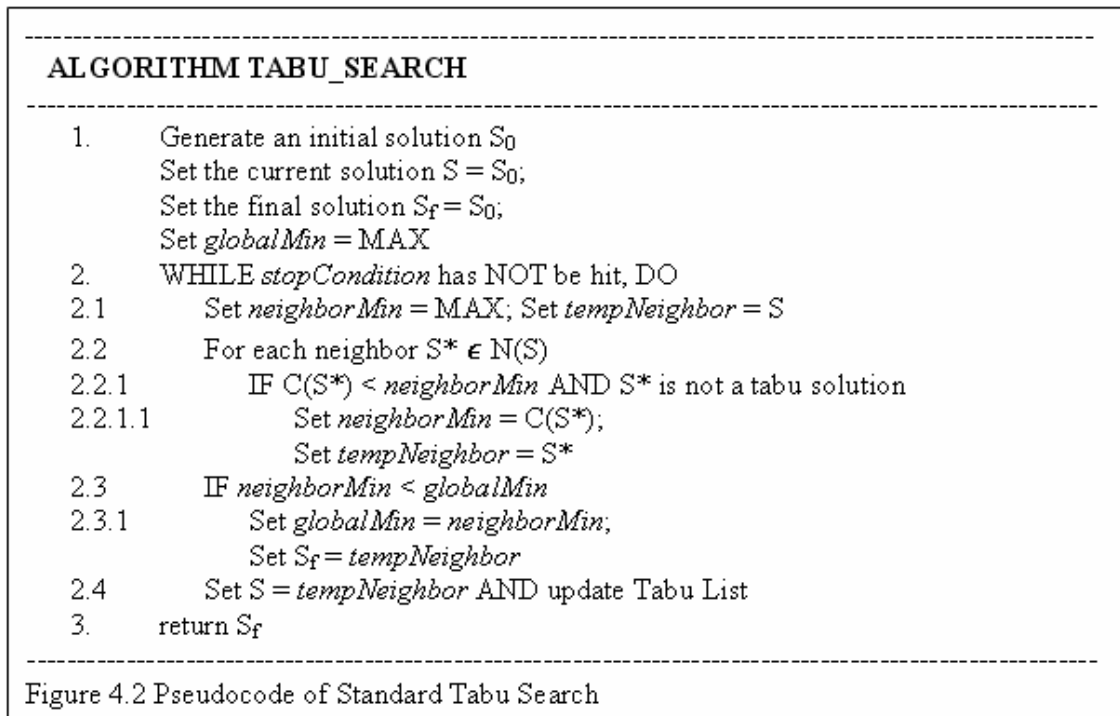 ALGORITHM TABU_SEARCH
1. Generate an initial solution S0
Set the current solution S = S0;
Set the final solution Sf = S0;
Set globalMin = MAX
2. WHILE stopCondition has NOT be hit, DO
2.1 Set neighborMin = MAX; Set tempNeighbor = S
2.2 For each neighbor S* ϵ N(S)
2.2.1 IF C(S*) < neighborMin AND S* is not a tabu solution
2.2.1.1 Set neighborMin = C(S*);
Set tempNeighbor = S*
2.3 IF neighborMin < globalMin
2.3.1 Set globalMin = neighborMin;
Set Sf = tempNeighbor
2.4 Set S = tempNeighbor AND update Tabu List
3. return Sf
Figure 4.2 Pseudocode of Standard Tabu Search